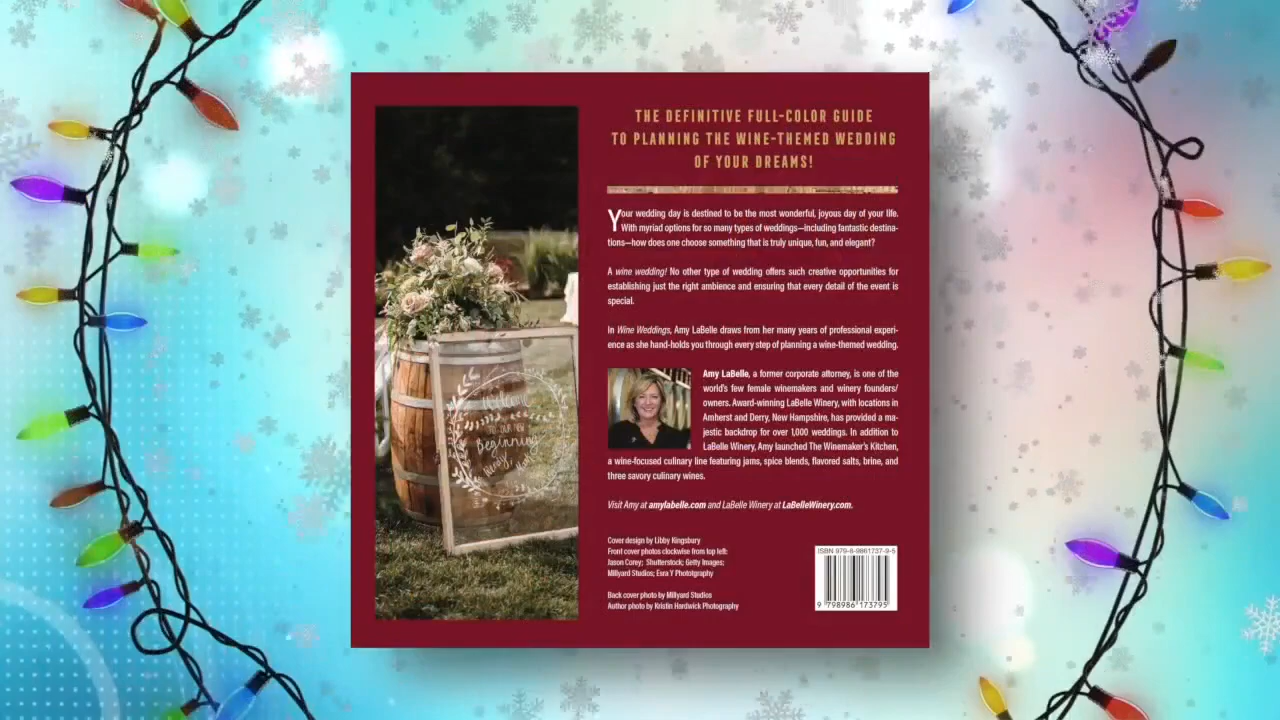 THE DEFINITIVE FULL-COLOR GUIDE
TO PLANNING THE WINE-THEMED WEDDING
OF YOUR DREAMS!
Your wedding day is destined to be the most wonderful, joyous day of your life.
With myriad options for so many types of weddings—including fantastic destina-
tions—how does one choose something that is truly unique, fun, and elegant?
A wine wedding! No other type of wedding offers such creative opportunities for
establishing just the right ambience and ensuring that every detail of the event is
special.
In Wine Weddings, Amy LaBelle draws from her many years of professional experi-
ence as she hand-holds you through every step of planning a wine-themed wedding.
Amy LaBelle, a former corporate attorney, is one of the
world's few female winemakers and winery founders/
owners. Award-winning LaBelle Winery, with locations in
Amherst and Derry, New Hampshire, has provided a ma-
jestic backdrop for over 1,000 weddings. In addition to
LaBelle Winery, Amy launched The Winemaker's Kitchen,
a wine-focused culinary line featuring jams, spice blends, flavored salts, brine, and
three savory culinary wines.
Visit Amy at amylabelle.com and LaBelle Winery at LaBelleWinery.com.
Cover design by Libby Kingsbury
Front cover photos clockwise from top left:
Jason Corey; Shutterstock; Getty Images;
Millyard Studios; Esra Y Phototgraphy
Back cover photo by Millyard Studios
Author photo by Kristin Hardwick Photography
ISBN 979-8-9861737-9-5
9 798986 173795
Welcome
TO OUR NEW
Beginning